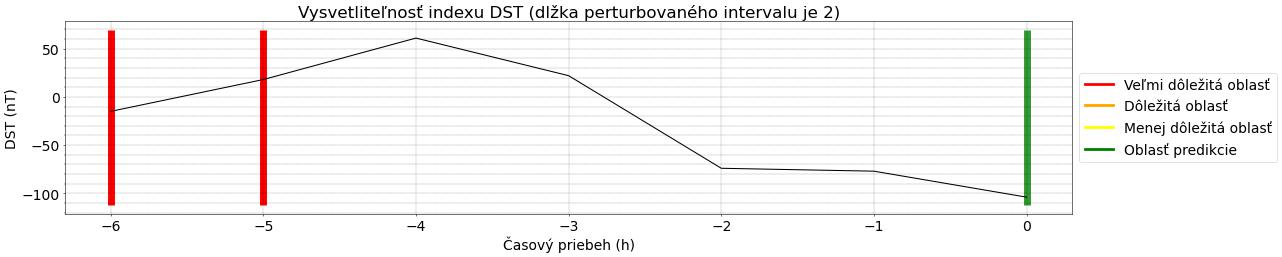 Vysvetliteľnosť indexu DST (dĺžka perturbovaného intervalu je 2)
DST (nT)
50
0
−50
−100
−6 −5 −4 −3 −2 −1 0
Časový priebeh (h)
Veľmi dôležitá oblasť
Dôležitá oblasť
Menej dôležitá oblasť
Oblasť predikcie